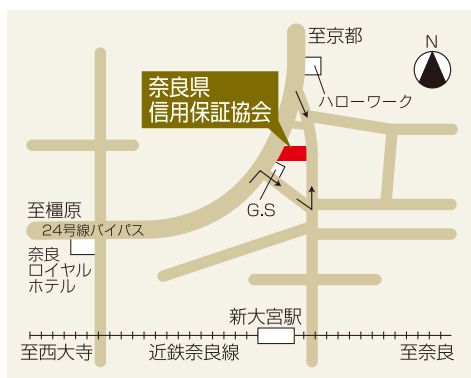 至京都
N
ハローワーク
奈良県
信用保証協会
G.S
至橿原
24号線バイパス
奈良
ロイヤル
ホテル
新大宮駅
至西大寺
近鉄奈良線
至奈良